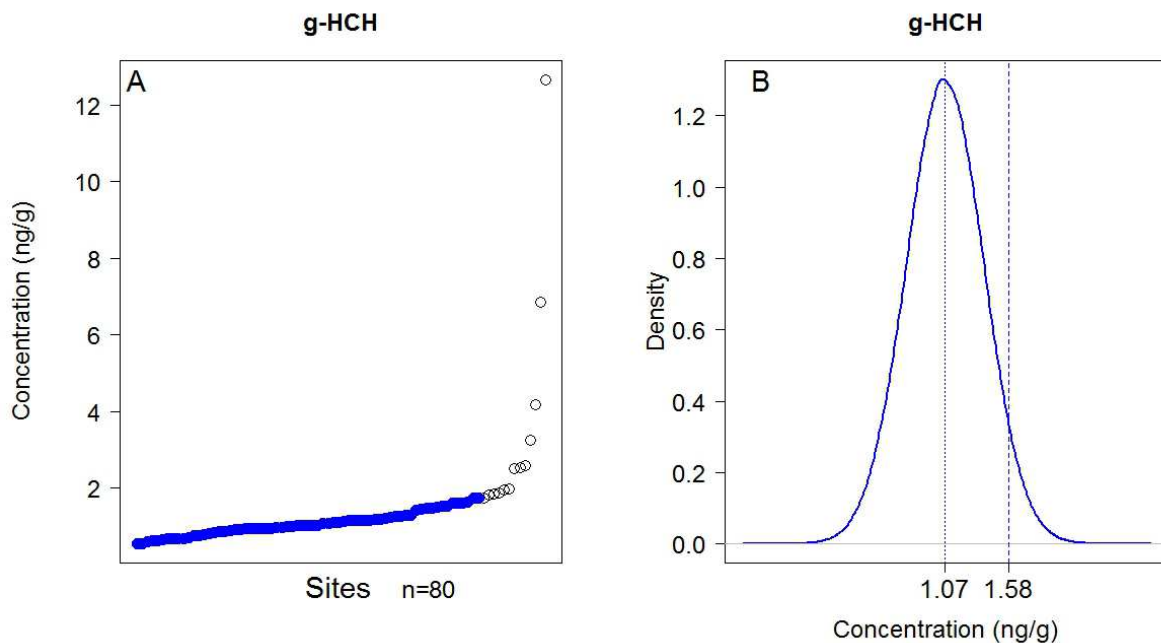 g-HCH
A
Concentration (ng/g)
12
10
8
6
4
2
Sites n=80
g-HCH
B
Density
1.2
1.0
0.8
0.6
0.4
0.2
0.0
1.07 1.58
Concentration (ng/g)